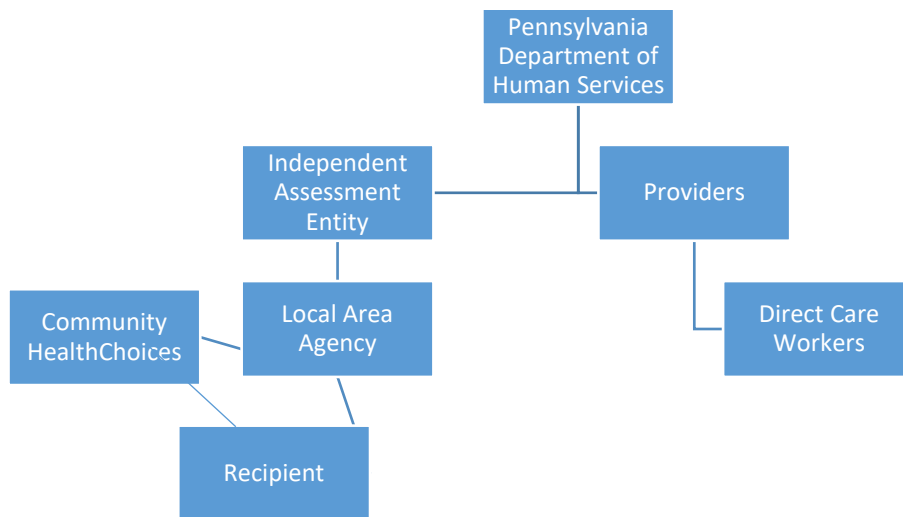 Pennsylvania
Department of
Human Services
Independent
Assessment
Entity
Providers
Community
HealthChoices
Local Area
Agency
Direct Care
Workers
Recipient